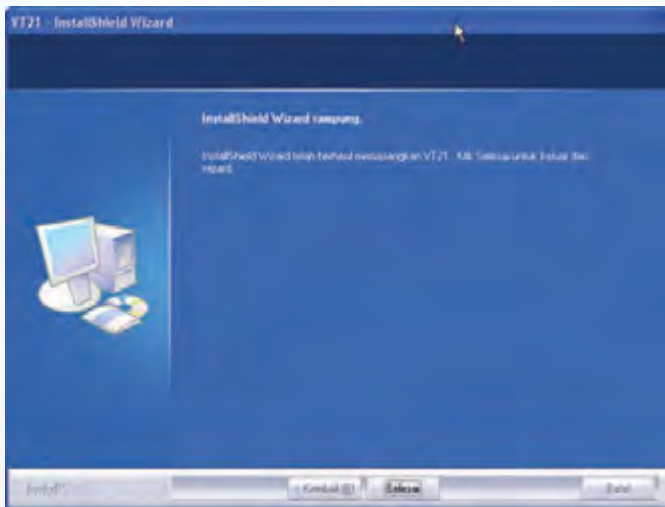 VT21 - InstallShield Wizard
InstallShield Wizard rampung.
InstallShield Wizard telah berhasil memasangkan VT21. Klik Selesai untuk keluar dari
wizard.
Kembali
Selesai
Batal